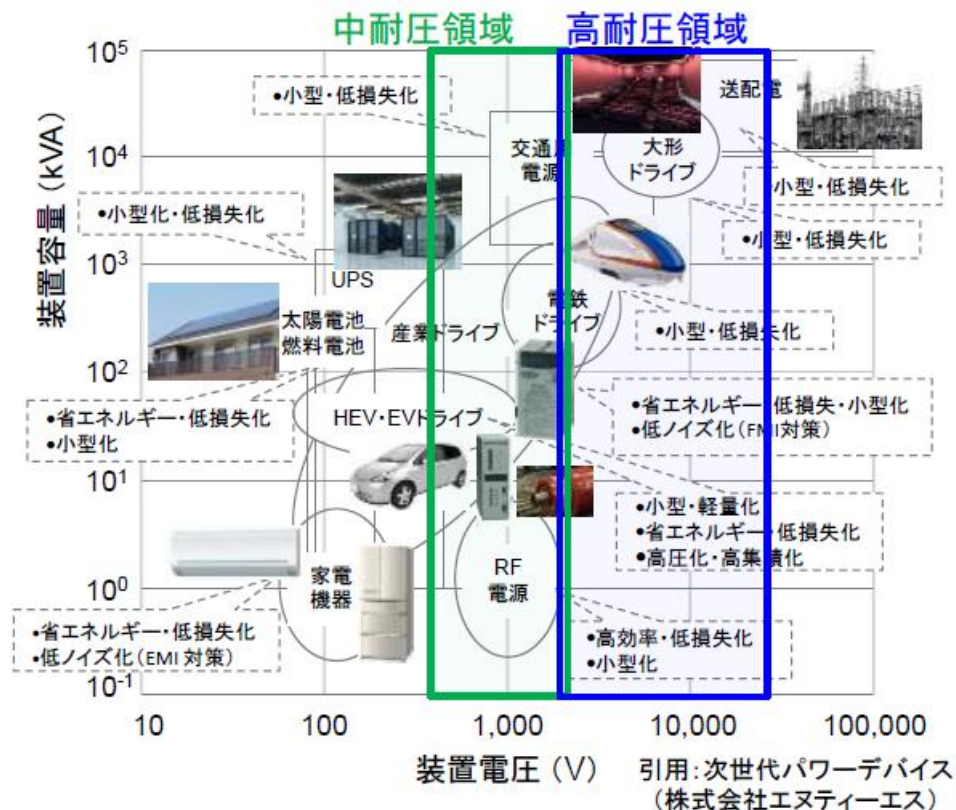 中耐圧領域 高耐圧領域
10⁵
10⁴
10³
10²
10¹
10⁰
10⁻¹
装置容量（kVA）
•小型・低損失化
交通用
電源
大形
ドライブ
送配電
•小型・低損失化
•小型・低損失化
•小型化・低損失化
UPS
太陽電池
燃料電池
産業ドライブ
電鉄
ドライブ
•小型・低損失化
•省エネルギー・低損失化
•小型化
HEV・EVドライブ
•省エネルギー・低損失・小型化
•低ノイズ化（EMI対策）
•小型・軽量化
•省エネルギー・低損失化
•高圧化・高集積化
家電
機器
RF
電源
•省エネルギー・低損失化
•低ノイズ化（EMI 対策）
•高効率・低損失化
•小型化
10 100 1,000 10,000 100,000
装置電圧（V）
引用：次世代パワーデバイス
（株式会社エヌティーエス）